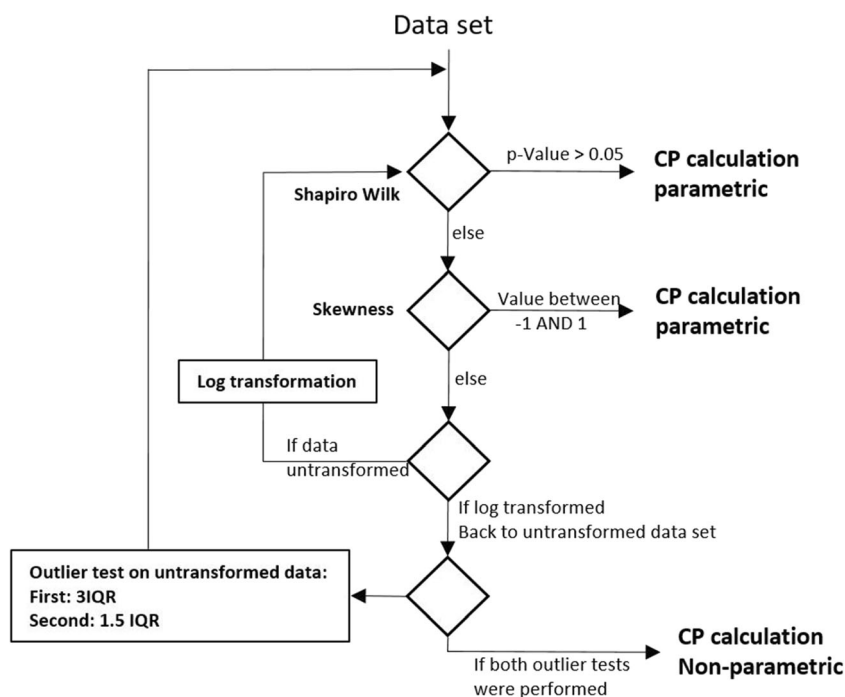 Data set
p-Value > 0.05
CP calculation
parametric
Shapiro Wilk
else
Skewness
Value between
-1 AND 1
CP calculation
parametric
else
Log transformation
If data
untransformed
If log transformed
Back to untransformed data set
Outlier test on untransformed data:
First: 3IQR
Second: 1.5 IQR
If both outlier tests
were performed
CP calculation
Non-parametric